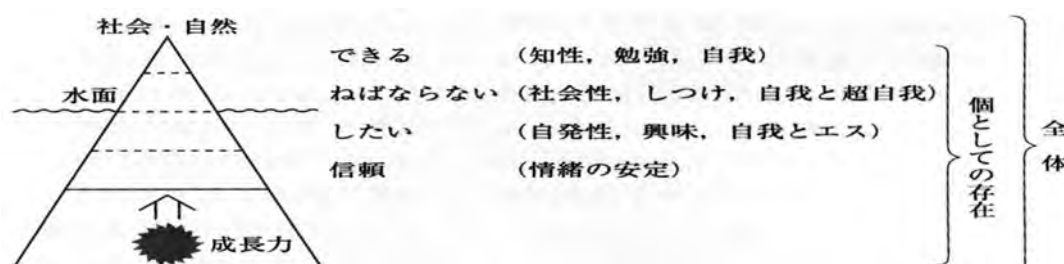 社会・自然
できる (知性，勉強，自我)
水面
ねばならない (社会性，しつけ，自我と超自我)
したい (自発性，興味，自我とエス)
信頼 (情緒の安定)
成長力
個としての存在
全体